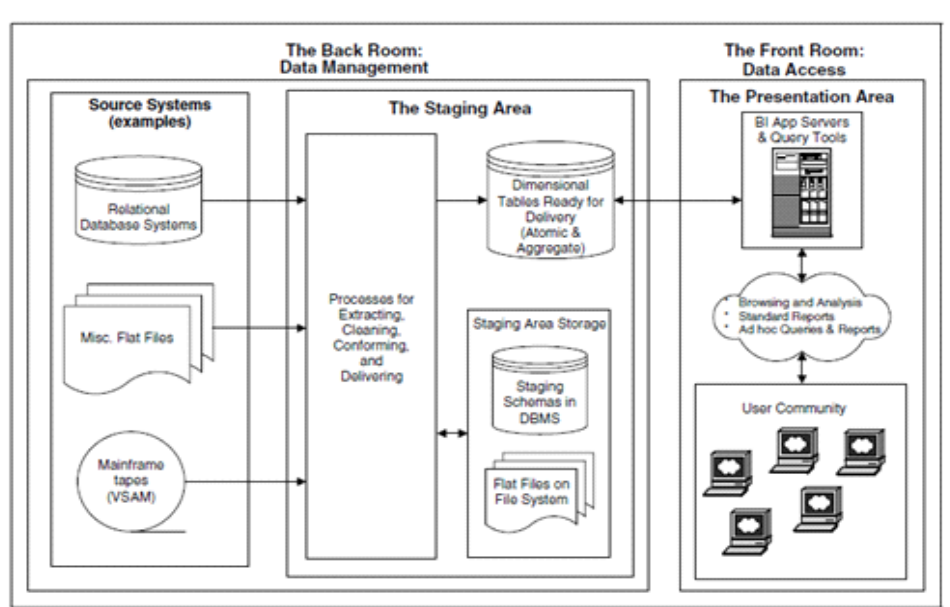 The Back Room:
Data Management
The Front Room:
Data Access
Source Systems
(examples)
Relational
Database Systems
Misc. Flat Files
Mainframe
tapes
(VSAM)
The Staging Area
Processes for
Extracting,
Cleaning,
Conforming,
and
Delivering
Dimensional
Tables Ready for
Delivery
(Atomic &
Aggregate)
Staging Area Storage
Staging
Schemas in
DBMS
Flat Files on
File System
The Presentation Area
BI App Servers
& Query Tools
• Browsing and Analysis
• Standard Reports
• Ad hoc Queries & Reports
User Community